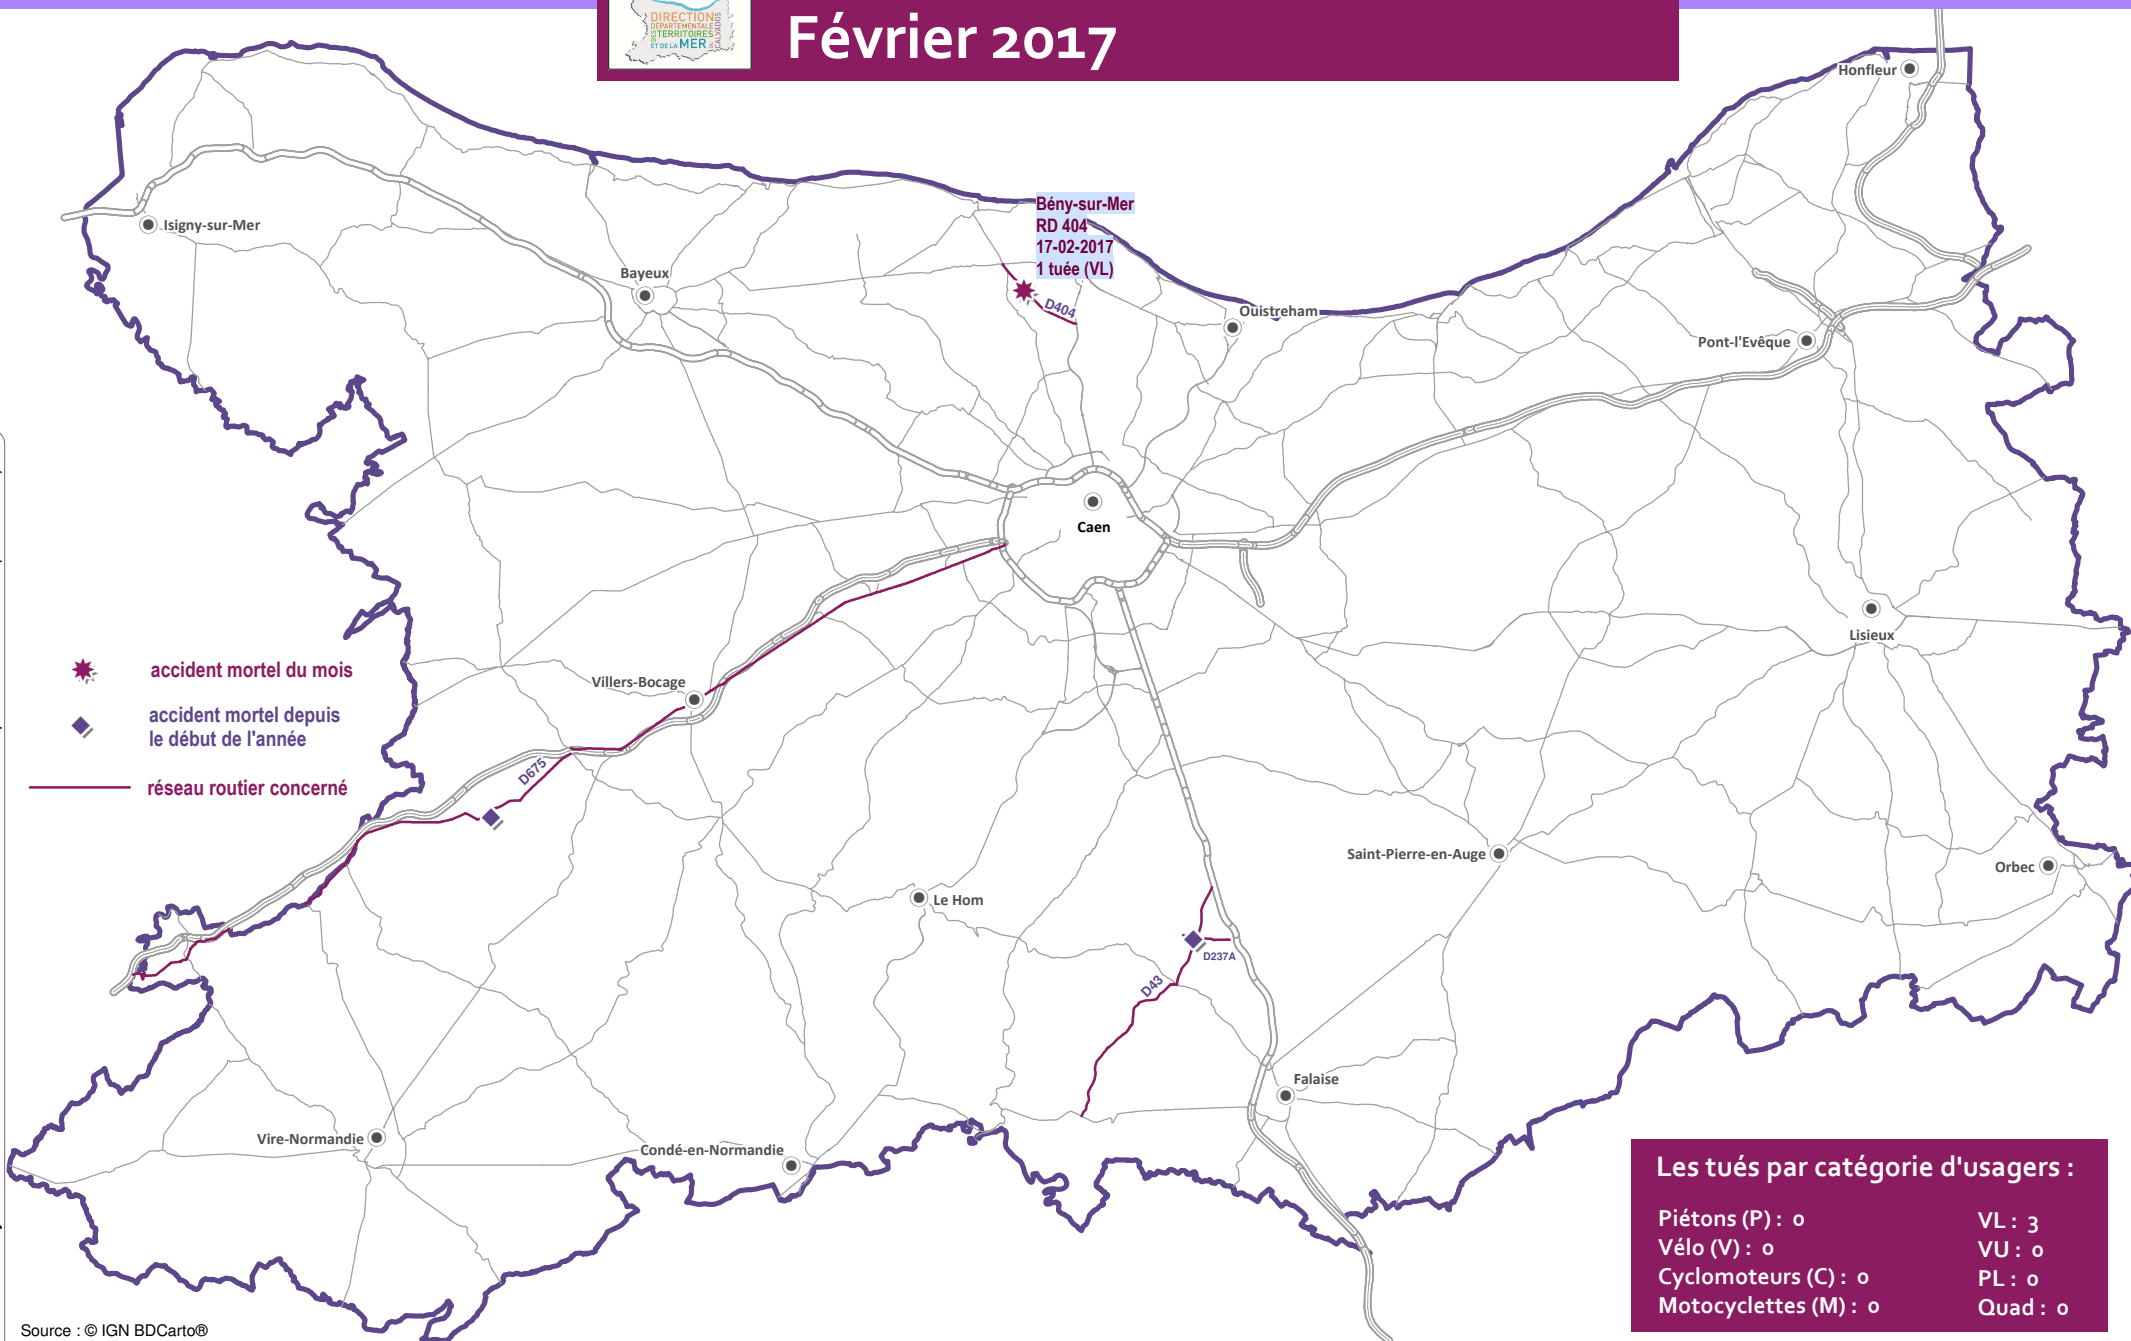 DIRECTION
DÉPARTEMENTALE
DES TERRITOIRES
ET DE LA MER
DU CALVADOS
Février 2017
Honfleur
Isigny-sur-Mer
Bény-sur-Mer
RD 404
17-02-2017
1 tuée (VL)
Bayeux
D404
Ouistreham
Pont-l'Evêque
Caen
Lisieux
accident mortel du mois
accident mortel depuis
le début de l'année
réseau routier concerné
Villers-Bocage
D675
Saint-Pierre-en-Auge
Orbec
Le Hom
D237A
D43
Falaise
Vire-Normandie
Condé-en-Normandie
Les tués par catégorie d'usagers :
Piétons (P) : 0
Vélo (V) : 0
Cyclomoteurs (C) : 0
Motocyclettes (M) : 0
VL : 3
VU : 0
PL : 0
Quad : 0
Source : © IGN BDCarto®